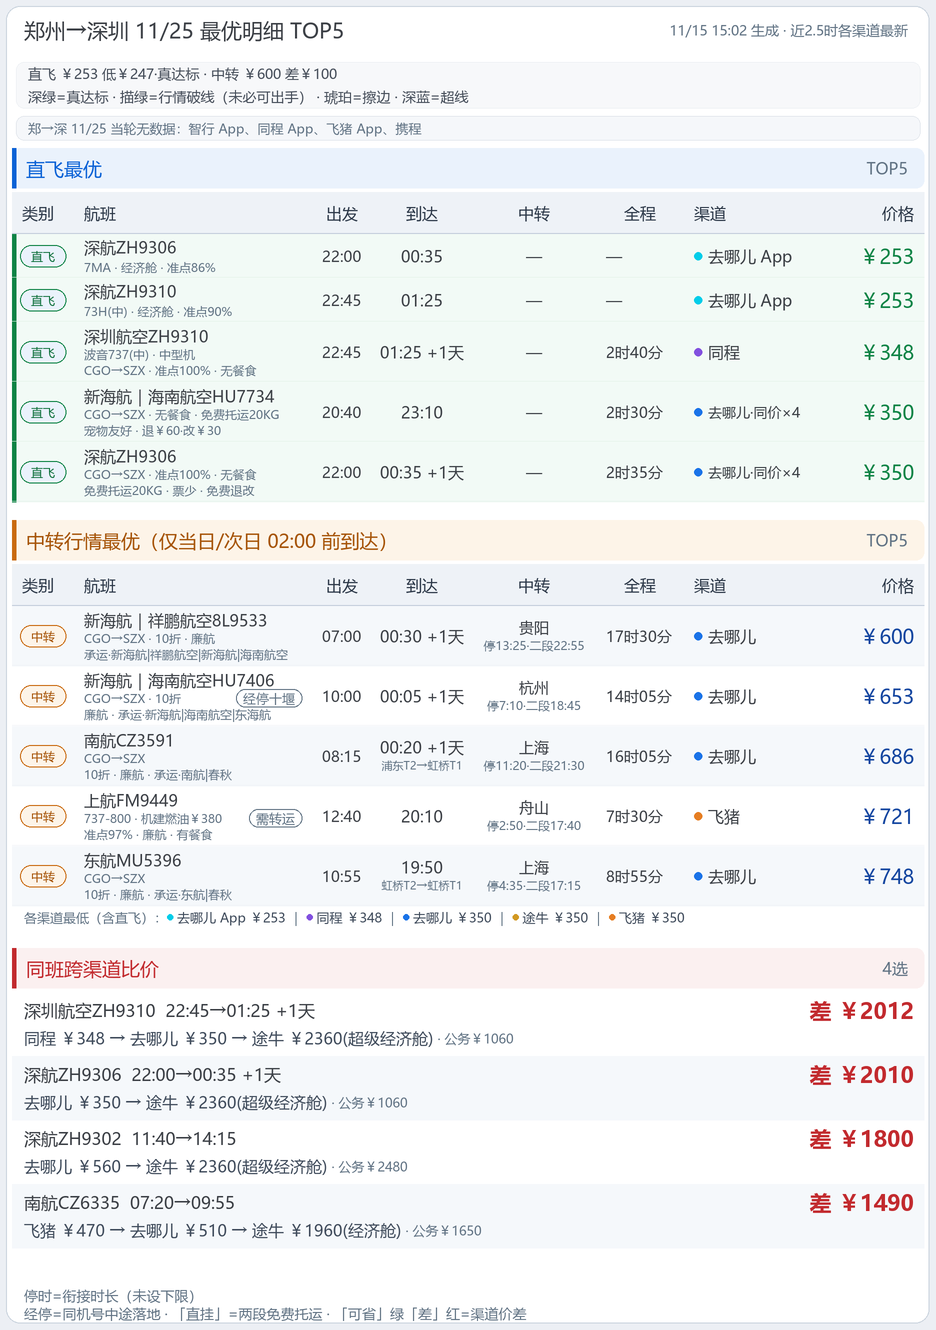 郑州→深圳 11/25 最优明细 TOP5
11/15 15:02 生成 · 近2.5时各渠道最新
直飞 ¥253 低¥247·真达标 · 中转 ¥600 差¥100
深绿=真达标 · 描绿=行情破线（未必可出手） · 琥珀=擦边 · 深蓝=超线
郑→深 11/25 当轮无数据：智行 App、同程 App、飞猪 App、携程
直飞最优 TOP5
类别 航班 出发 到达 中转 全程 渠道 价格
直飞 深航ZH9306 22:00 00:35 — — 去哪儿 App ¥253
7MA · 经济舱 · 准点86%
直飞 深航ZH9310 22:45 01:25 — — 去哪儿 App ¥253
73H(中) · 经济舱 · 准点90%
深圳航空ZH9310
直飞 波音737(中) · 中型机 22:45 01:25 +1天 — 2时40分 同程 ¥348
CGO→SZX · 准点100% · 无餐食
新海航｜海南航空HU7734
直飞 CGO→SZX · 无餐食 · 免费托运20KG 20:40 23:10 — 2时30分 去哪儿·同价×4 ¥350
宠物友好 · 退¥60·改¥30
深航ZH9306
直飞 CGO→SZX · 准点100% · 无餐食 22:00 00:35 +1天 — 2时35分 去哪儿·同价×4 ¥350
免费托运20KG · 票少 · 免费退改
中转行情最优（仅当日/次日 02:00 前到达） TOP5
类别 航班 出发 到达 中转 全程 渠道 价格
新海航｜祥鹏航空8L9533 贵阳
中转 CGO→SZX · 10折 · 廉航 07:00 00:30 +1天 停13:25·二段22:55 17时30分 去哪儿 ¥600
承运·新海航|祥鹏航空|新海航|海南航空
新海航｜海南航空HU7406 杭州
中转 CGO→SZX · 10折 经停十堰 10:00 00:05 +1天 停7:10·二段18:45 14时05分 去哪儿 ¥653
廉航 · 承运·新海航|海南航空|东海航
南航CZ3591 00:20 +1天 上海
中转 CGO→SZX 08:15 浦东T2→虹桥T1 停11:20·二段21:30 16时05分 去哪儿 ¥686
10折 · 廉航 · 承运·南航|春秋
上航FM9449 舟山
中转 737-800 · 机建燃油¥380 需转运 12:40 20:10 停2:50·二段17:40 7时30分 飞猪 ¥721
准点97% · 廉航 · 有餐食
东航MU5396 19:50 上海
中转 CGO→SZX 10:55 虹桥T2→虹桥T1 停4:35·二段17:15 8时55分 去哪儿 ¥748
10折 · 廉航 · 承运·东航|春秋
各渠道最低（含直飞）： 去哪儿 App ¥253 ｜ 同程 ¥348 ｜ 去哪儿 ¥350 ｜ 途牛 ¥350 ｜ 飞猪 ¥350
同班跨渠道比价 4选
深圳航空ZH9310 22:45→01:25 +1天 差 ¥2012
同程 ¥348 → 去哪儿 ¥350 → 途牛 ¥2360(超级经济舱) · 公务¥1060
深航ZH9306 22:00→00:35 +1天 差 ¥2010
去哪儿 ¥350 → 途牛 ¥2360(超级经济舱) · 公务¥1060
深航ZH9302 11:40→14:15 差 ¥1800
去哪儿 ¥560 → 途牛 ¥2360(超级经济舱) · 公务¥2480
南航CZ6335 07:20→09:55 差 ¥1490
飞猪 ¥470 → 去哪儿 ¥510 → 途牛 ¥1960(经济舱) · 公务¥1650
停时=衔接时长（未设下限）
经停=同机号中途落地 · 「直挂」=两段免费托运 · 「可省」绿「差」红=渠道价差